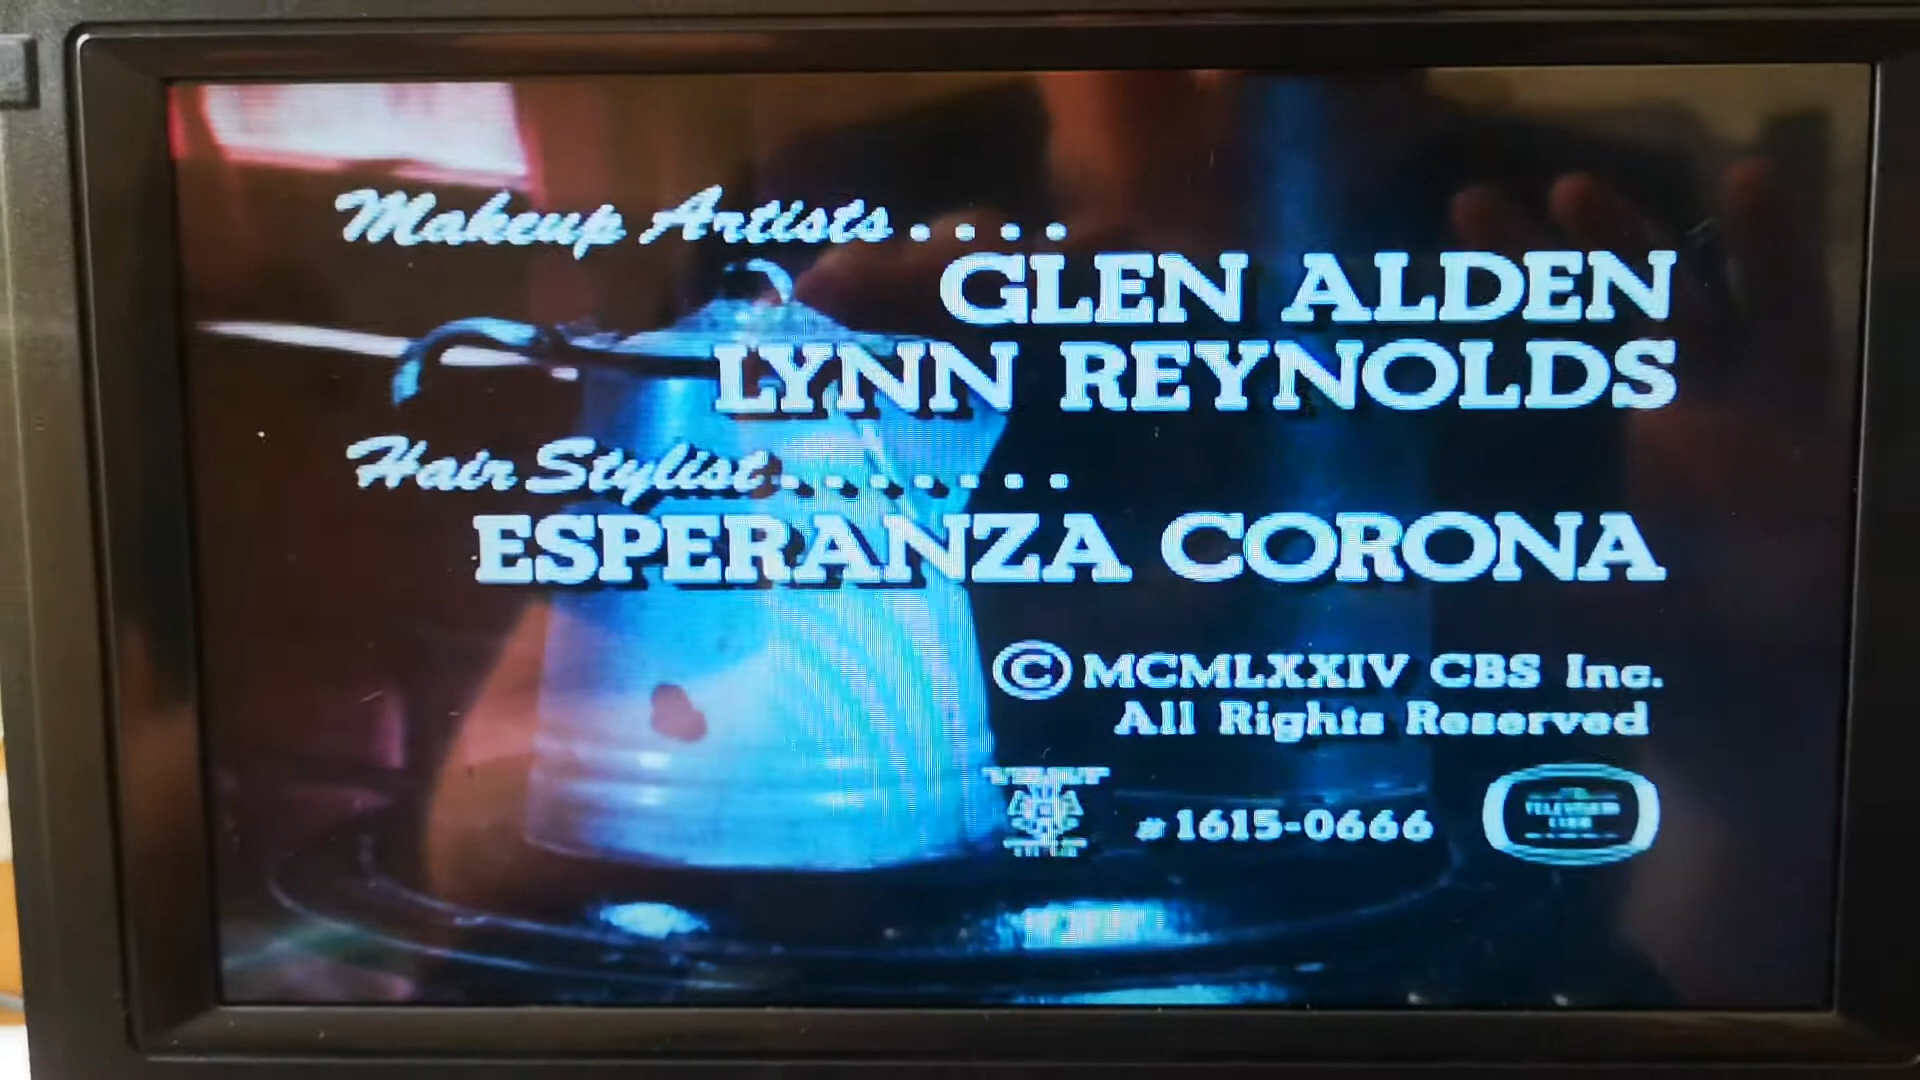 Makeup Artists....
GLEN ALDEN
LYNN REYNOLDS
Hair Stylist........
ESPERANZA CORONA
©MCMLXXIV CBS Inc.
All Rights Reserved
#1615-0666